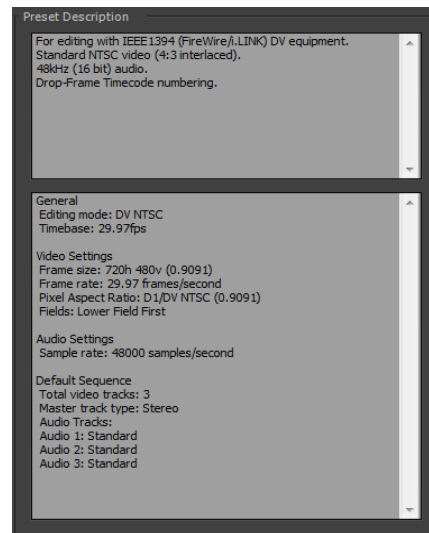 Preset Description
For editing with IEEE1394 (FireWire/i.LINK) DV equipment.
Standard NTSC video (4:3 interlaced).
48kHz (16 bit) audio.
Drop-Frame Timecode numbering.
General
Editing mode: DV NTSC
Timebase: 29.97fps
Video Settings
Frame size: 720h 480v (0.9091)
Frame rate: 29.97 frames/second
Pixel Aspect Ratio: D1/DV NTSC (0.9091)
Fields: Lower Field First
Audio Settings
Sample rate: 48000 samples/second
Default Sequence
Total video tracks: 3
Master track type: Stereo
Audio Tracks:
Audio 1: Standard
Audio 2: Standard
Audio 3: Standard